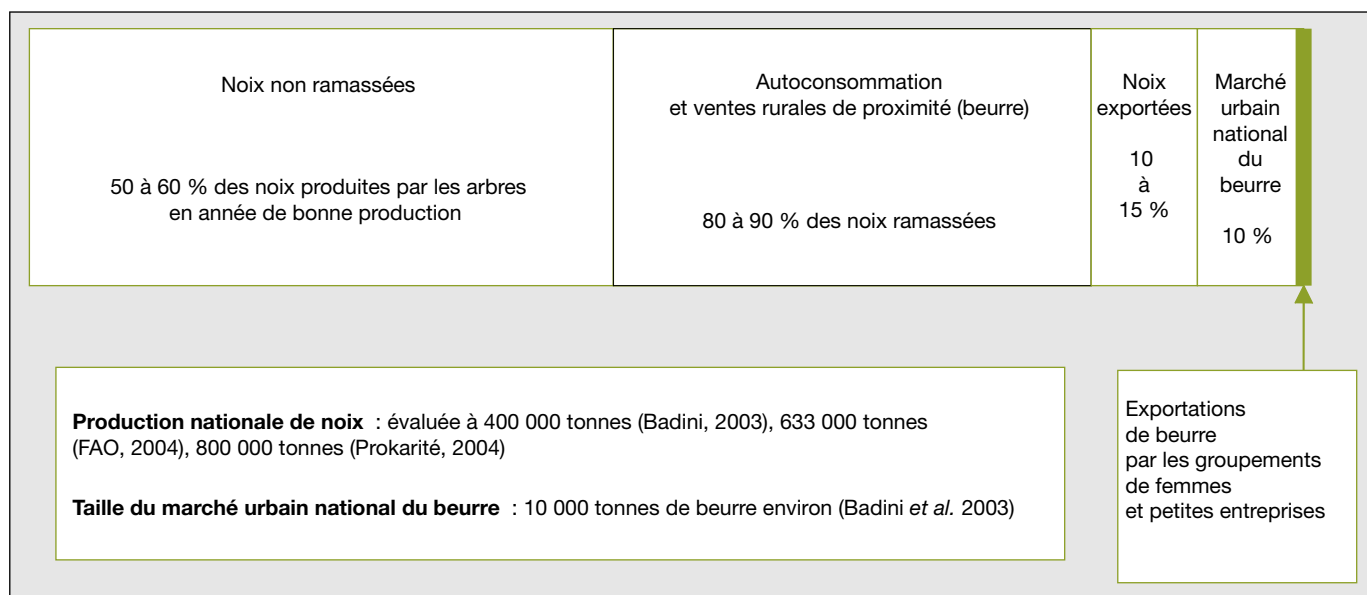 Noix non ramassées
50 à 60 % des noix produites par les arbres
en année de bonne production
Autoconsommation
et ventes rurales de proximité (beurre)
80 à 90 % des noix ramassées
Noix
exportées
10
à
15 %
Marché
urbain
national
du
beurre
10 %
Production nationale de noix : évaluée à 400 000 tonnes (Badini, 2003), 633 000 tonnes
(FAO, 2004), 800 000 tonnes (Prokarité, 2004)
Taille du marché urbain national du beurre : 10 000 tonnes de beurre environ (Badini et al. 2003)
Exportations
de beurre
par les groupements
de femmes
et petites entreprises